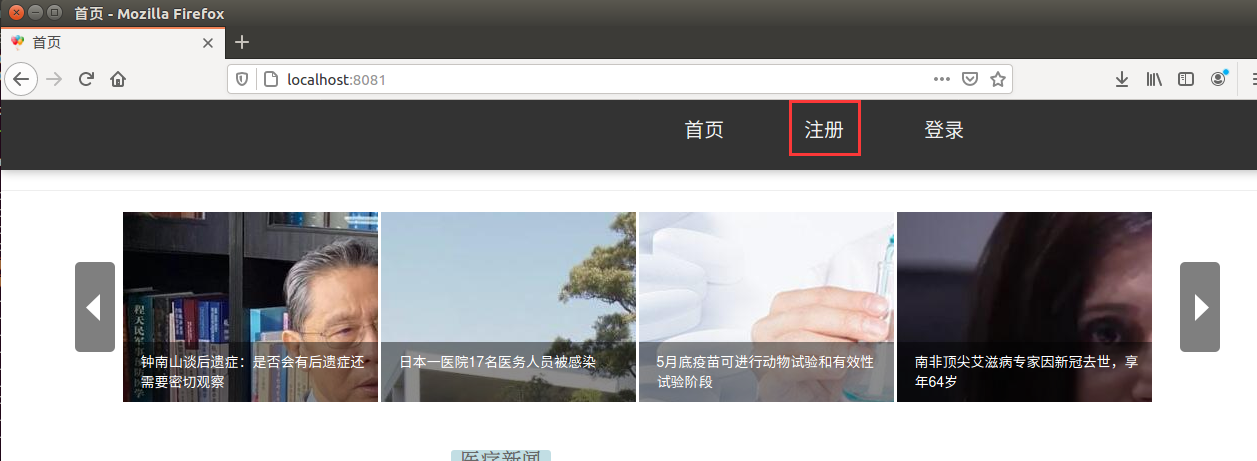 首页 - Mozilla Firefox
首页
localhost:8081
首页
注册
登录
钟南山谈后遗症：是否会有后遗症还
需要密切观察
日本一医院17名医务人员被感染
5月底疫苗可进行动物试验和有效性
试验阶段
南非顶尖艾滋病专家因新冠去世，享
年64岁
医疗新闻